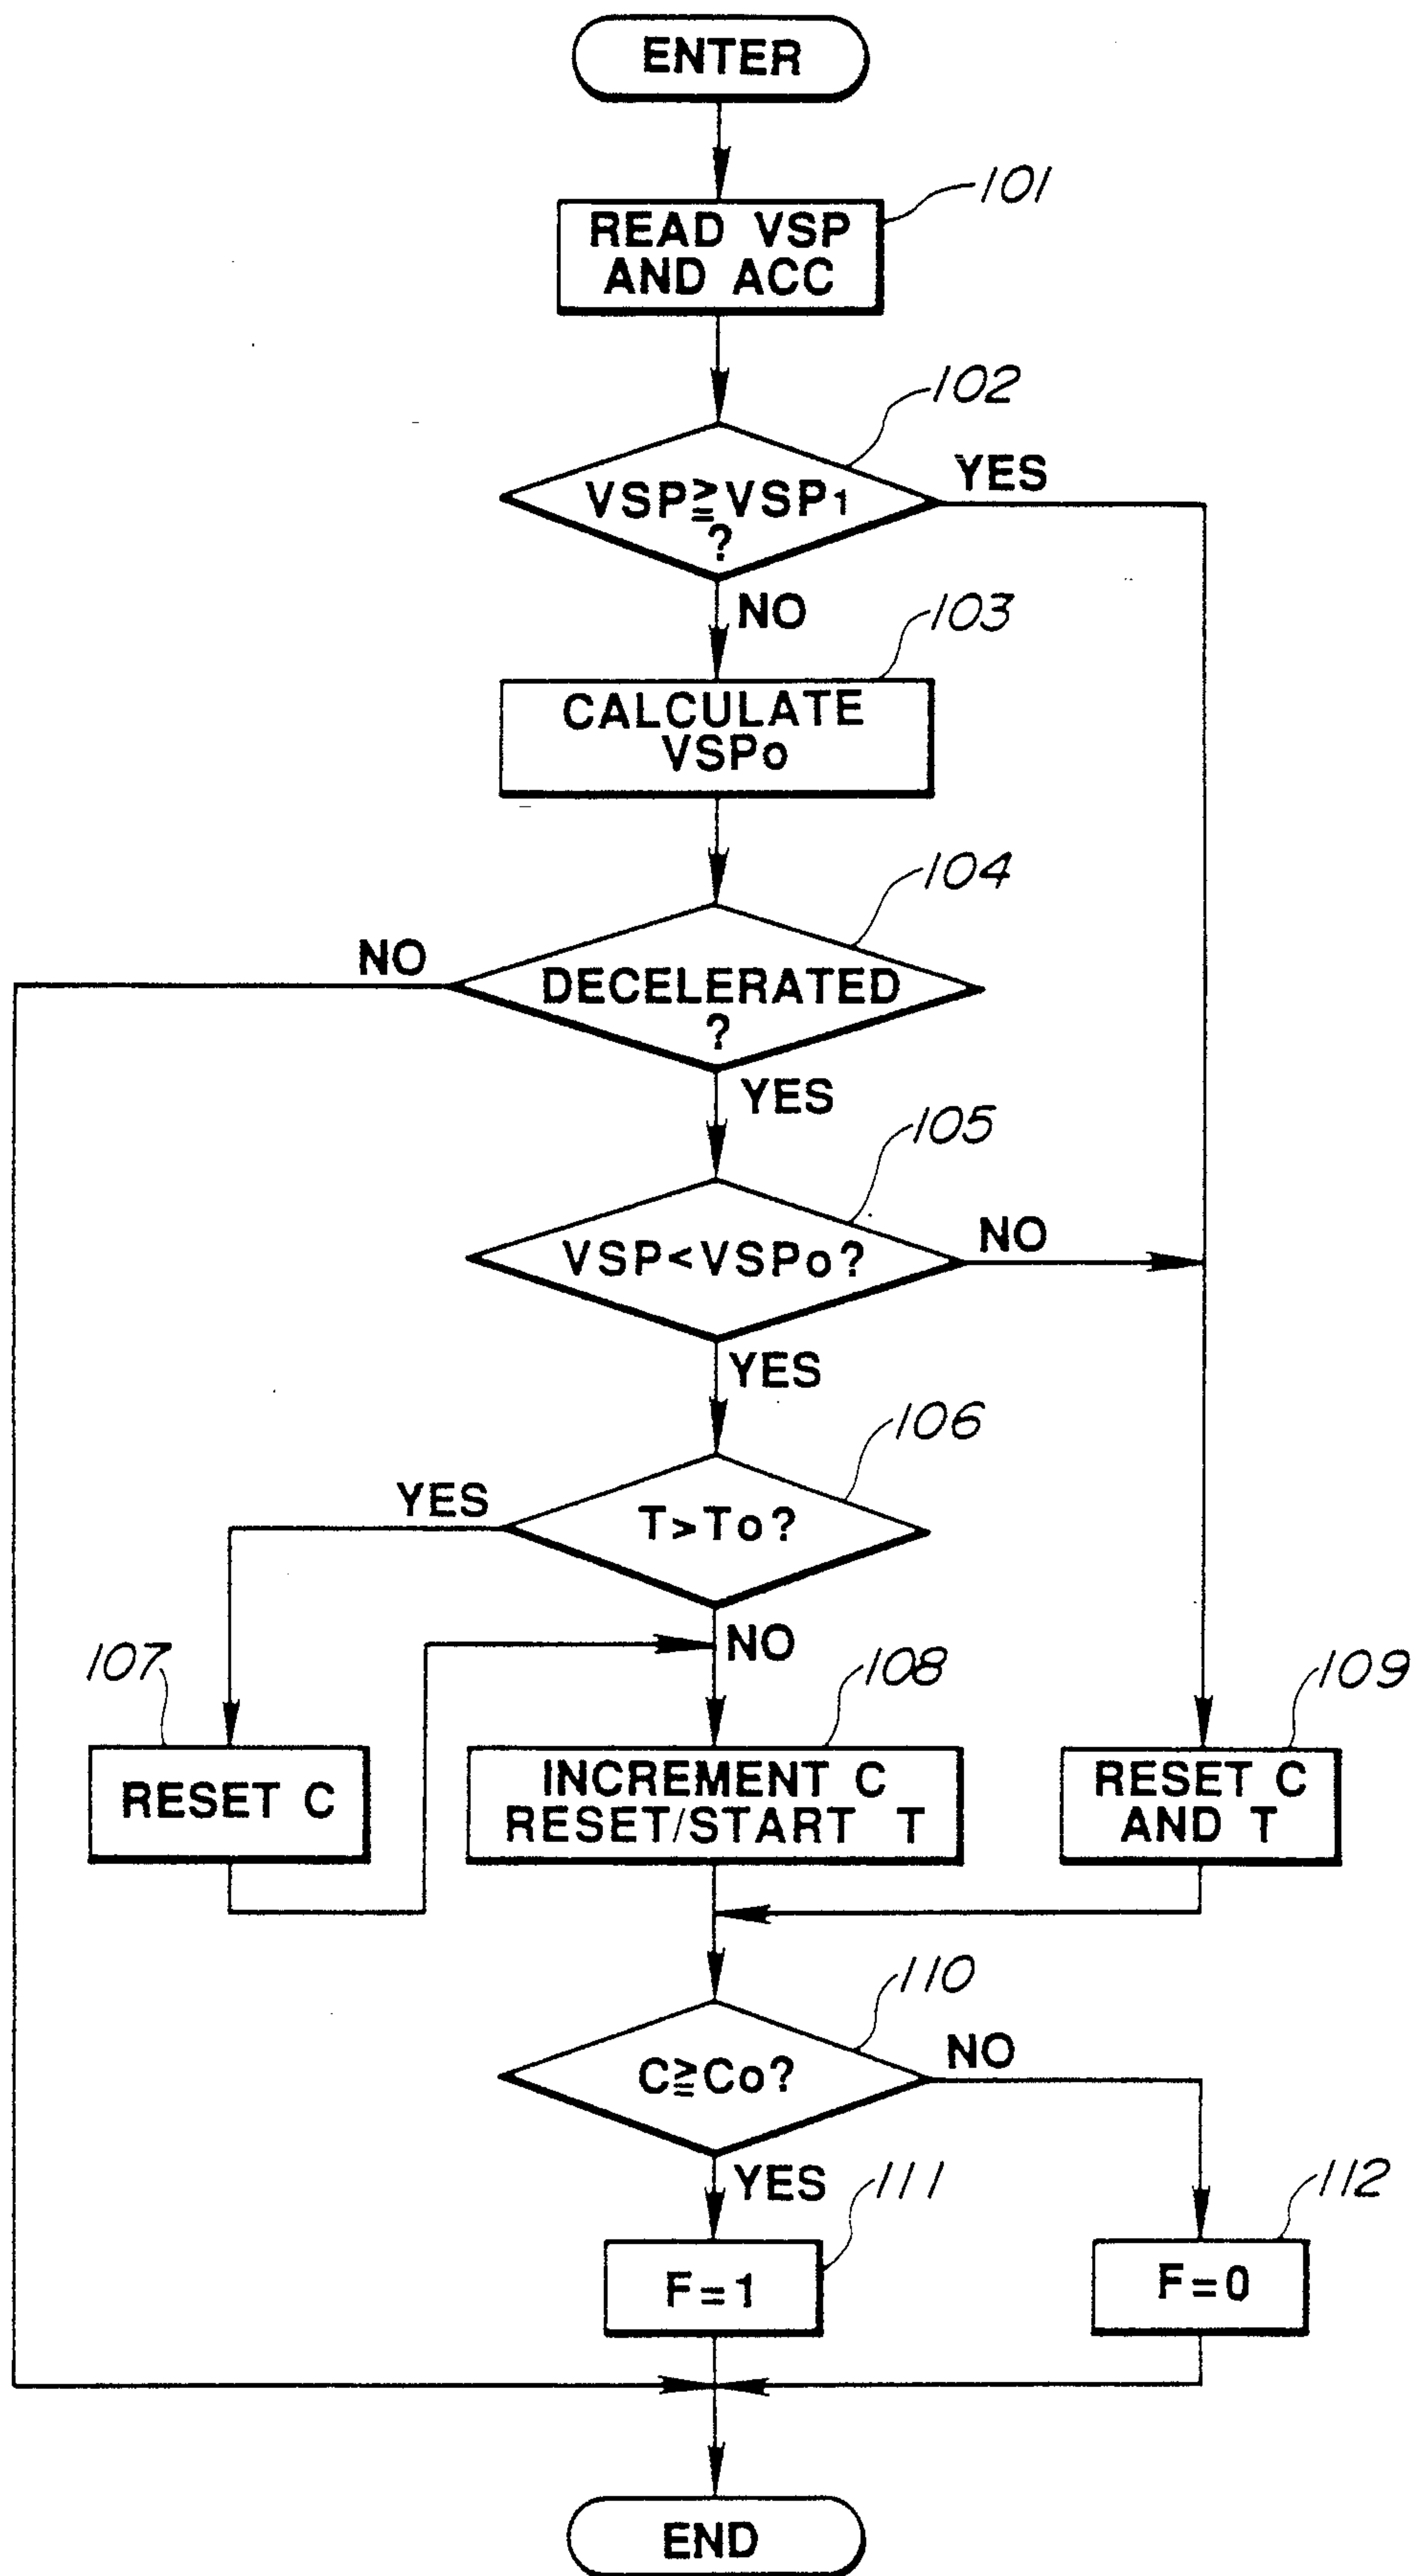 ENTER
101
READ VSP
AND ACC
102
VSP≧VSP₁
?
YES
NO
103
CALCULATE
VSPo
104
NO
DECELERATED
?
YES
105
VSP<VSPo?
NO
YES
106
YES
T>To?
NO
107
108
109
RESET C
INCREMENT C
RESET/START T
RESET C
AND T
110
C≧Co?
NO
YES
111
112
F=1
F=0
END